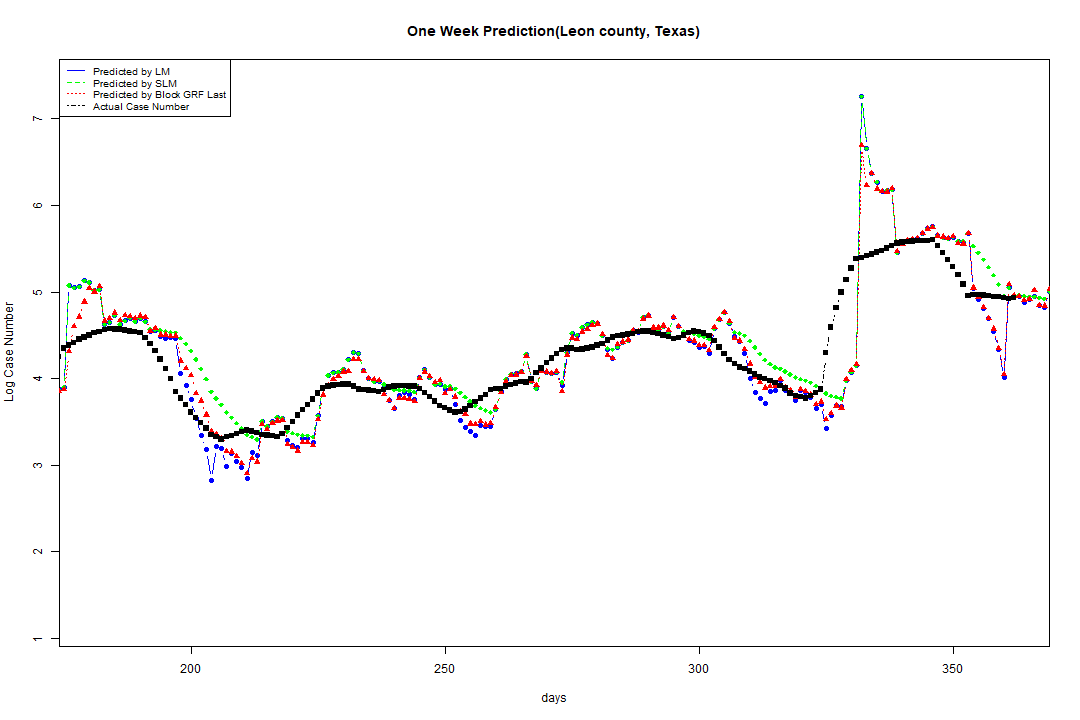 One Week Prediction(Leon county, Texas)
Predicted by LM
Predicted by SLM
Predicted by Block GRF Last
Actual Case Number
7
6
5
4
3
2
1
Log Case Number
200 250 300 350
days